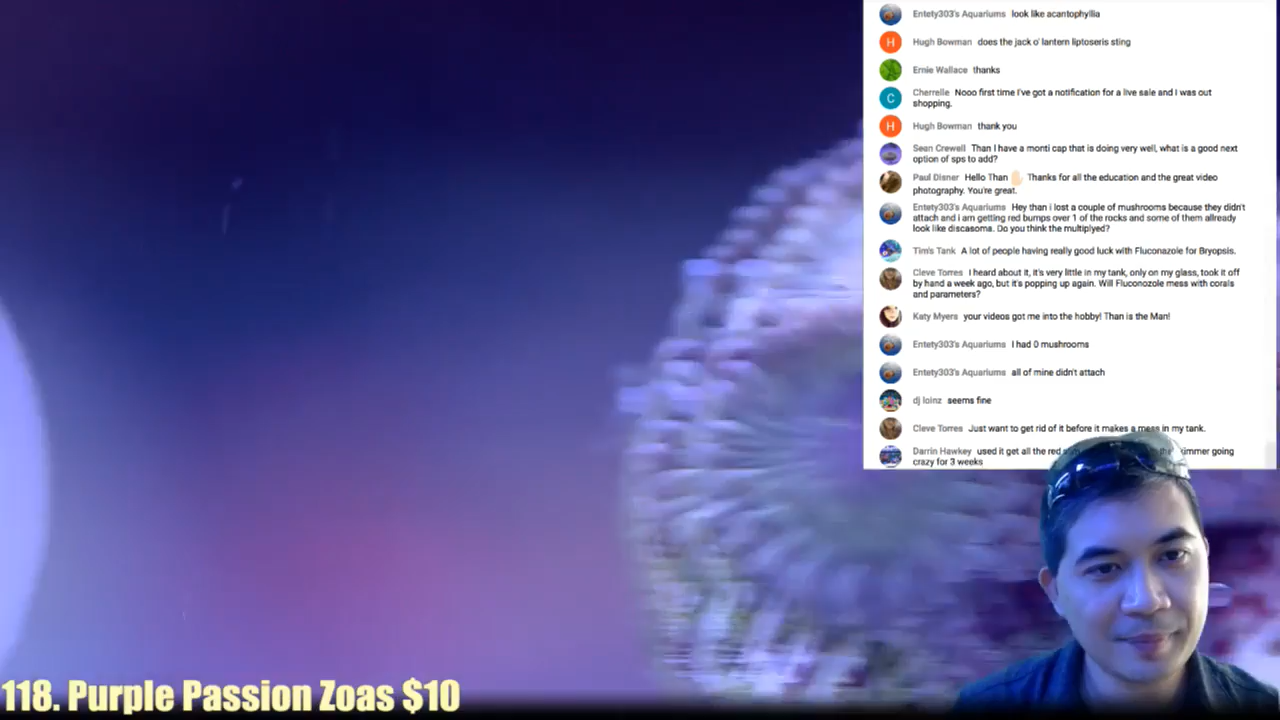 Entety303's Aquariums look like acantophyllia
H
Hugh Bowman does the jack o' lantern liptoseris sting
Ernie Wallace thanks
C
Cherrelle Nooo first time I've got a notification for a live sale and I was out
shopping.
H
Hugh Bowman thank you
Sean Crewell Than I have a monti cap that is doing very well, what is a good next
option of sps to add?
Paul Disner Hello Than Thanks for all the education and the great video
photography. You're great.
Entety303's Aquariums Hey than i lost a couple of mushrooms because they didn't
attach and i am getting red bumps over 1 of the rocks and some of them allready
look like discasoma. Do you think the multiplyed?
Tim's Tank A lot of people having really good luck with Fluconazole for Bryopsis.
Cleve Torres I heard about it, it's very little in my tank, only on my glass, took it off
by hand a week ago, but it's popping up again. Will Fluconozole mess with corals
and parameters?
Katy Myers your videos got me into the hobby! Than is the Man!
Entety303's Aquariums I had 0 mushrooms
Entety303's Aquariums all of mine didn't attach
dj loinz seems fine
Cleve Torres Just want to get rid of it before it makes a mess in my tank.
Darrin Hawkey used it get all the red going
crazy for 3 weeks
118. Purple Passion Zoas $10